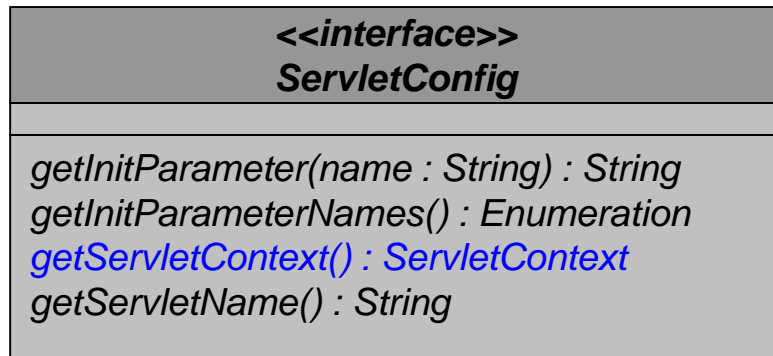 <<interface>>
ServletConfig
getInitParameter(name : String) : String
getInitParameterNames() : Enumeration
getServletContext() : ServletContext
getServletName() : String